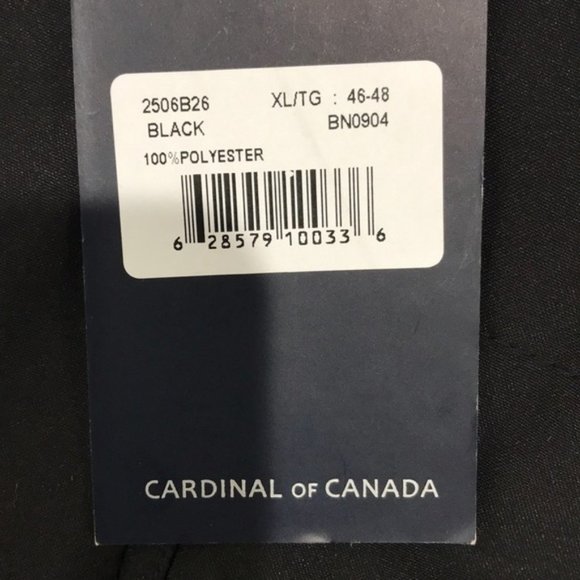 2506B26 XL/TG : 46-48
BLACK BN0904
100%POLYESTER
6 28579 10033 6
CARDINAL OF CANADA